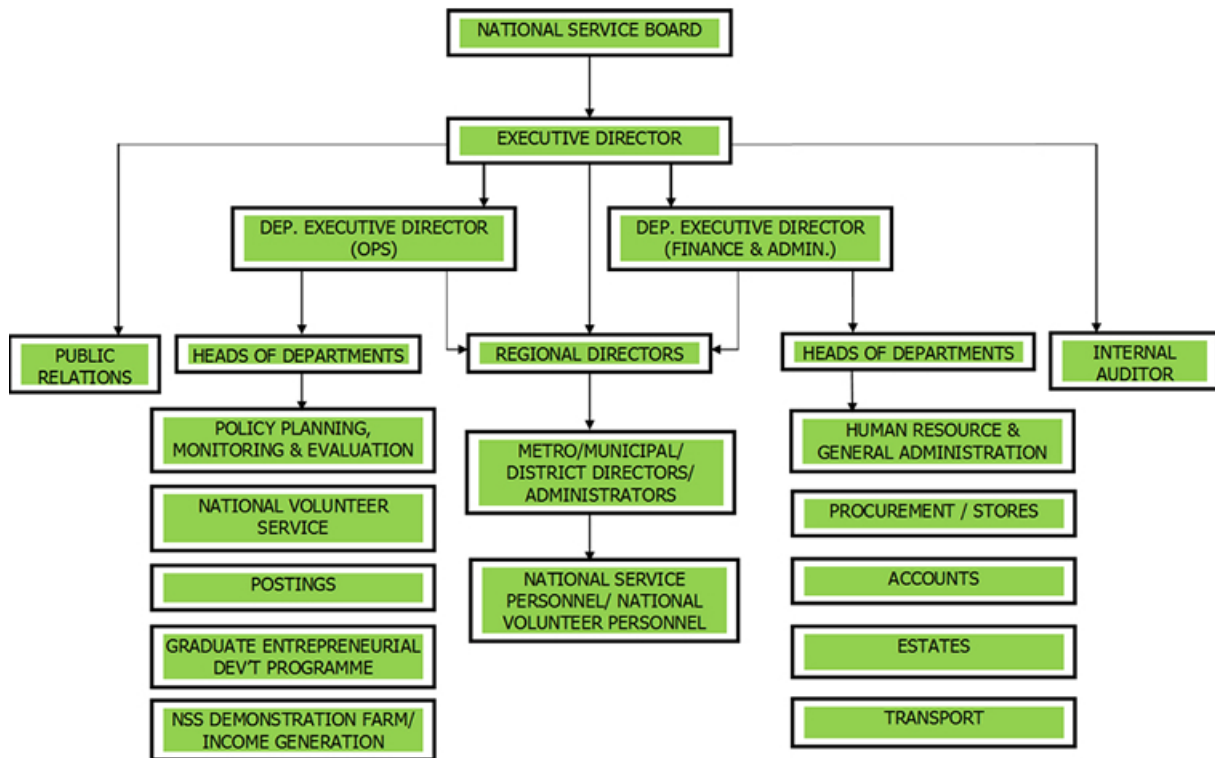 NATIONAL SERVICE BOARD
EXECUTIVE DIRECTOR
DEP. EXECUTIVE DIRECTOR
(OPS)
DEP. EXECUTIVE DIRECTOR
(FINANCE & ADMIN.)
PUBLIC
RELATIONS
HEADS OF DEPARTMENTS
REGIONAL DIRECTORS
HEADS OF DEPARTMENTS
INTERNAL
AUDITOR
POLICY PLANNING,
MONITORING & EVALUATION
NATIONAL VOLUNTEER
SERVICE
POSTINGS
GRADUATE ENTREPRENEURIAL
DEV'T PROGRAMME
NSS DEMONSTRATION FARM/
INCOME GENERATION
METRO/MUNICIPAL/
DISTRICT DIRECTORS/
ADMINISTRATORS
NATIONAL SERVICE
PERSONNEL/ NATIONAL
VOLUNTEER PERSONNEL
HUMAN RESOURCE &
GENERAL ADMINISTRATION
PROCUREMENT / STORES
ACCOUNTS
ESTATES
TRANSPORT